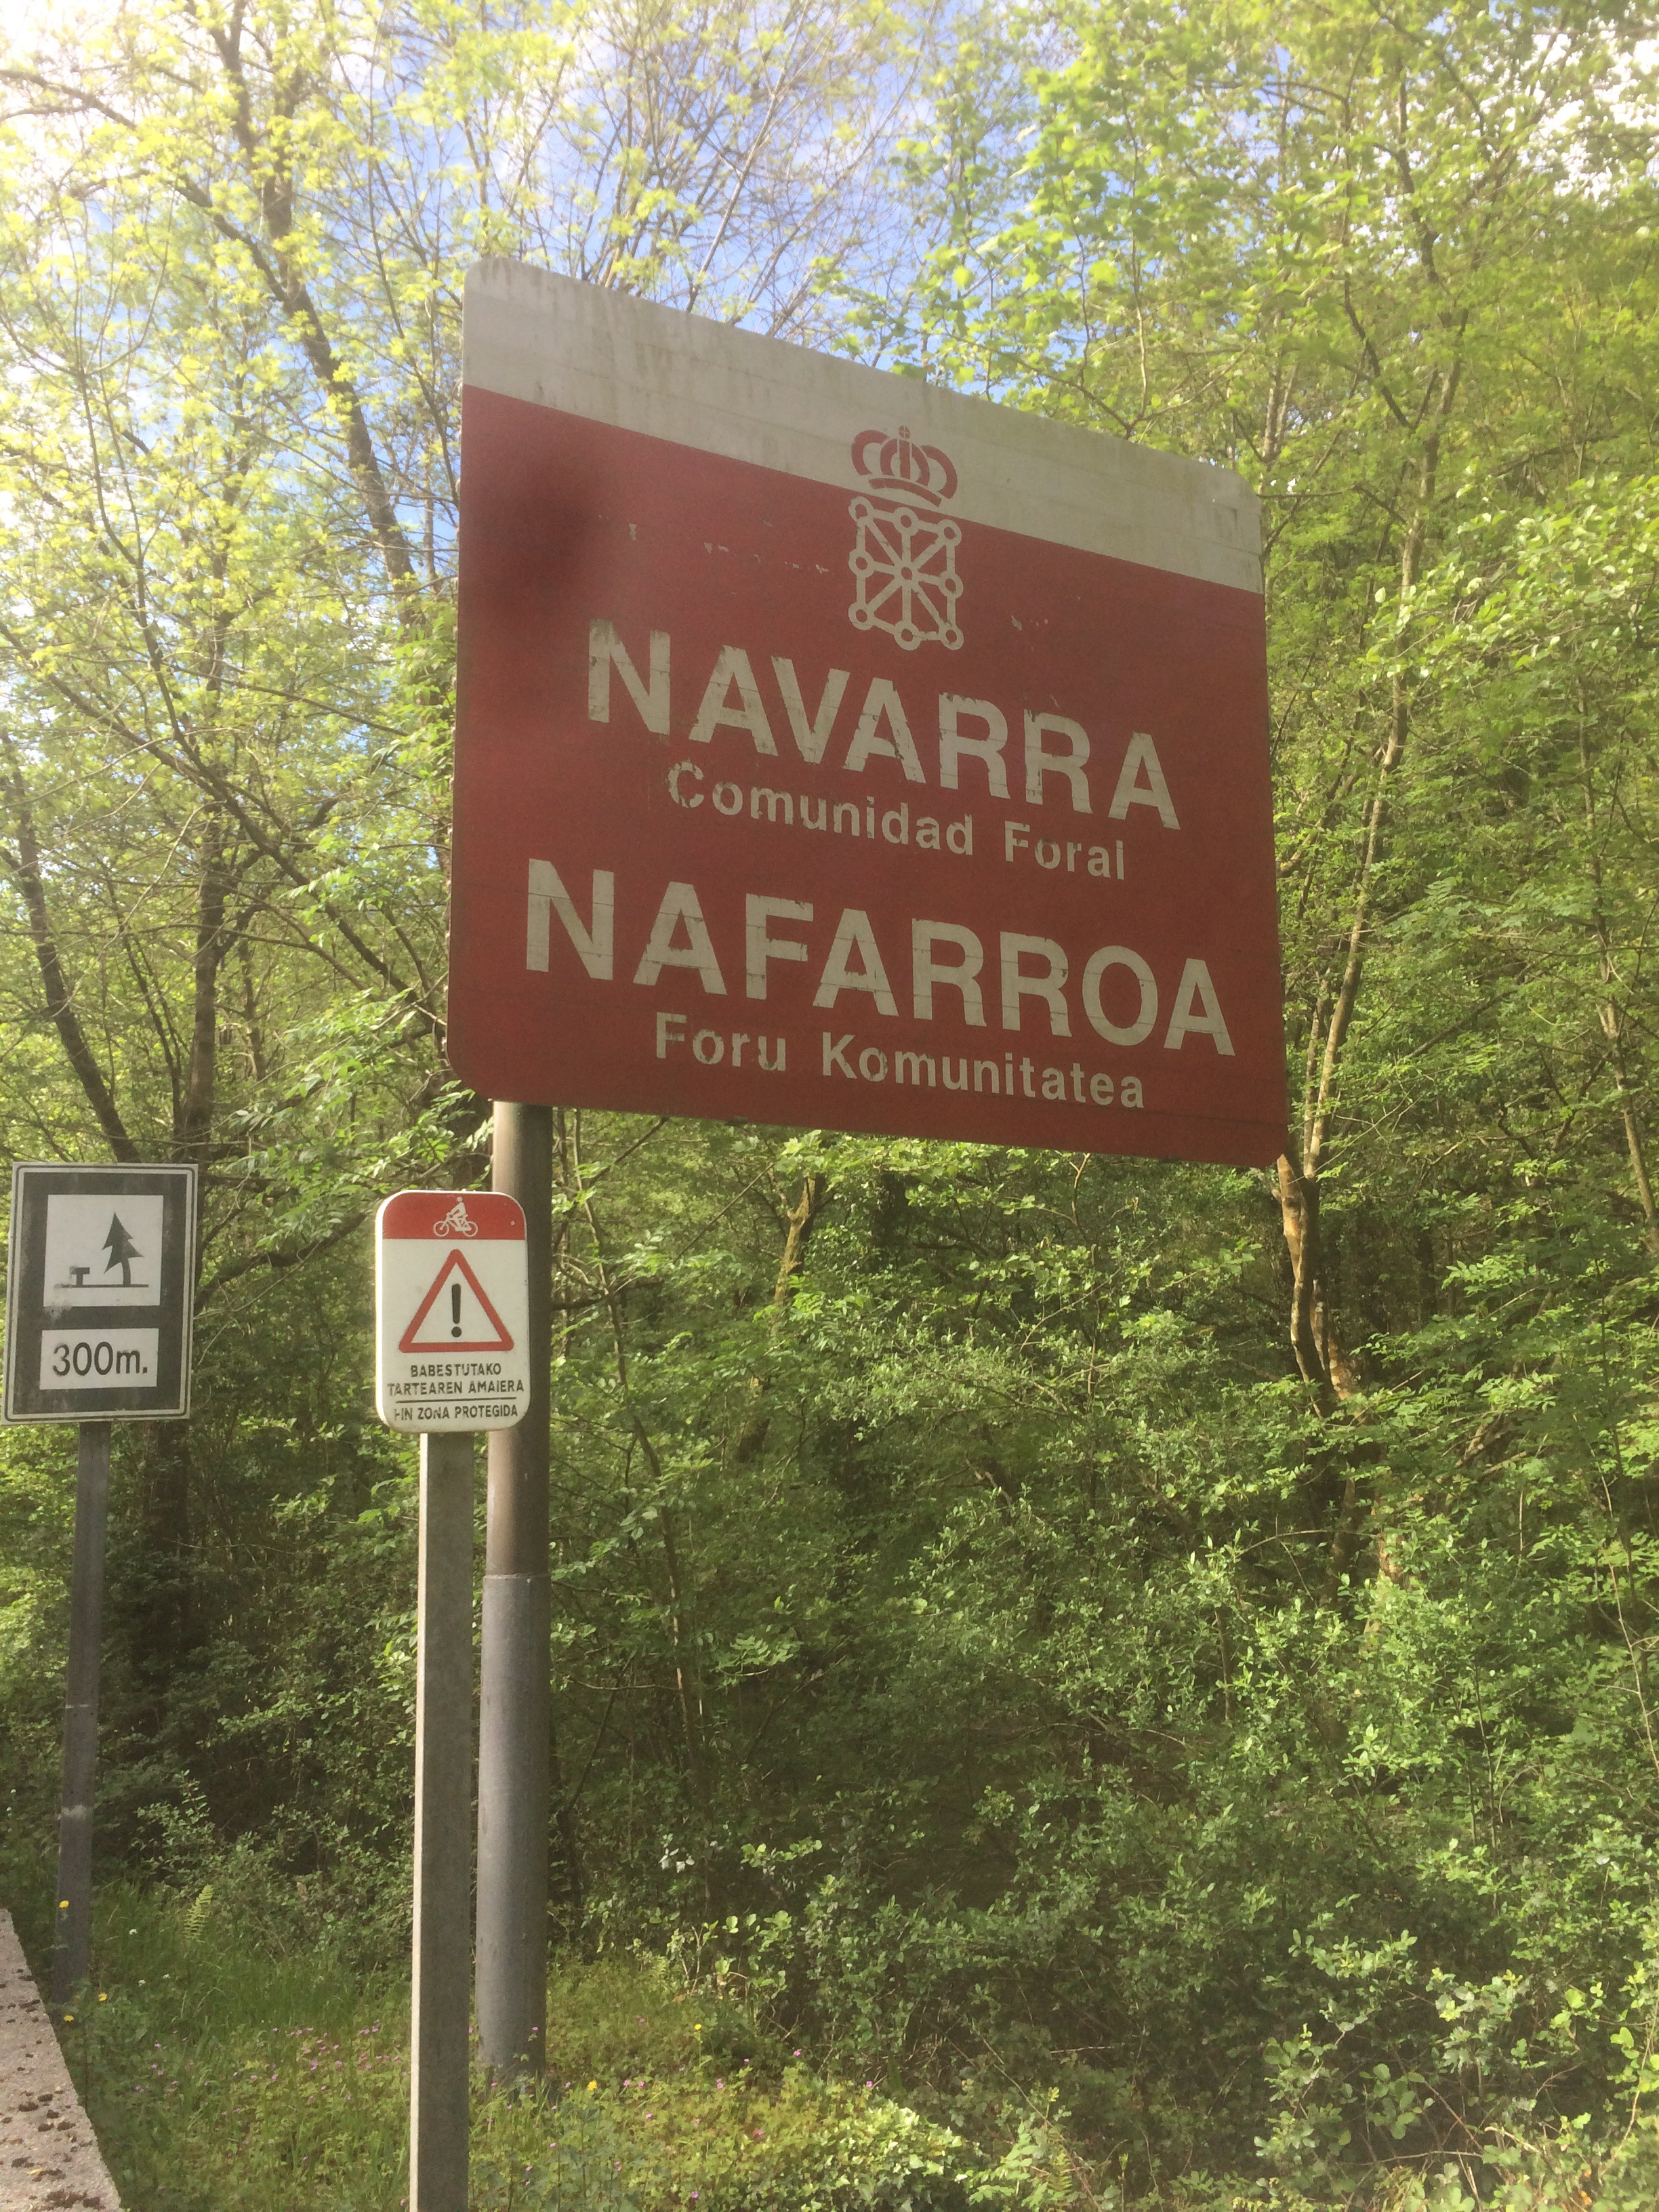 NAVARRA
Comunidad Foral
NAFARROA
Foru Komunitatea
300m.
BABESTUTAKO
TARTEAREN AMAIERA
FIN ZONA PROTEGIDA